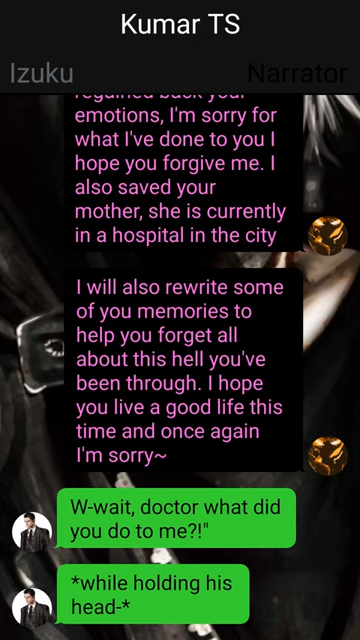 Kumar TS
Izuku
Narrator
regained back your
emotions, I'm sorry for
what I've done to you I
hope you forgive me. I
also saved your
mother, she is currently
in a hospital in the city
I will also rewrite some
of you memories to
help you forget all
about this hell you've
been through. I hope
you live a good life this
time and once again
I'm sorry~
W-wait, doctor what did
you do to me?!"
*while holding his
head-*